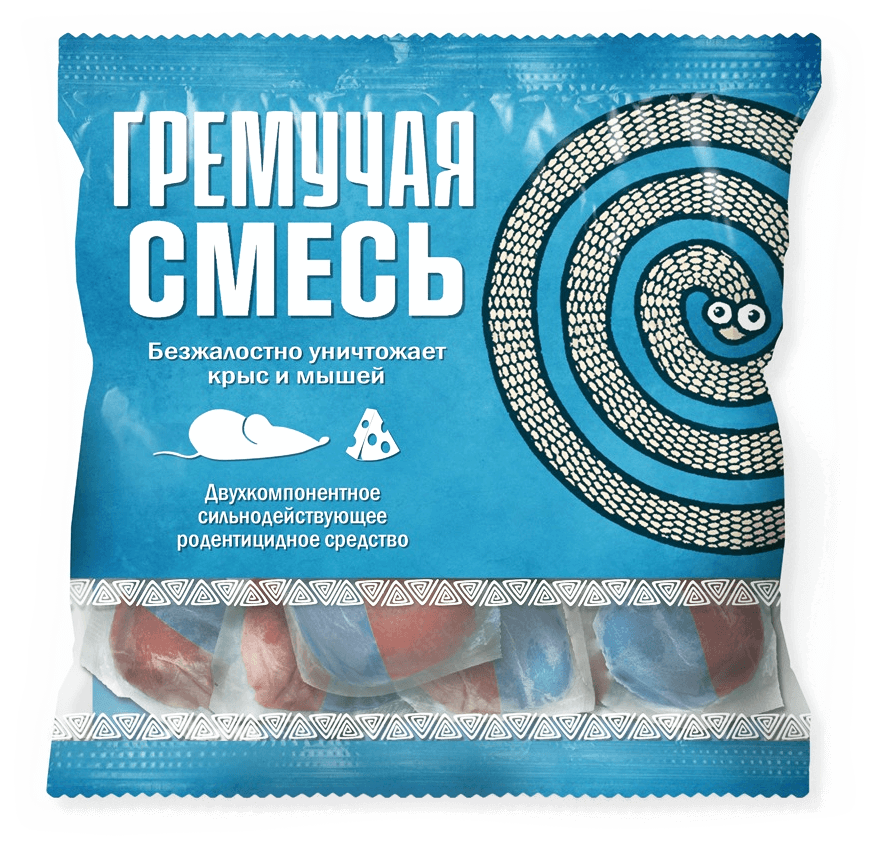 ГРЕМУЧАЯ
СМЕСЬ
Безжалостно уничтожает
крыс и мышей
Двухкомпонентное
сильнодействующее
родентицидное средство